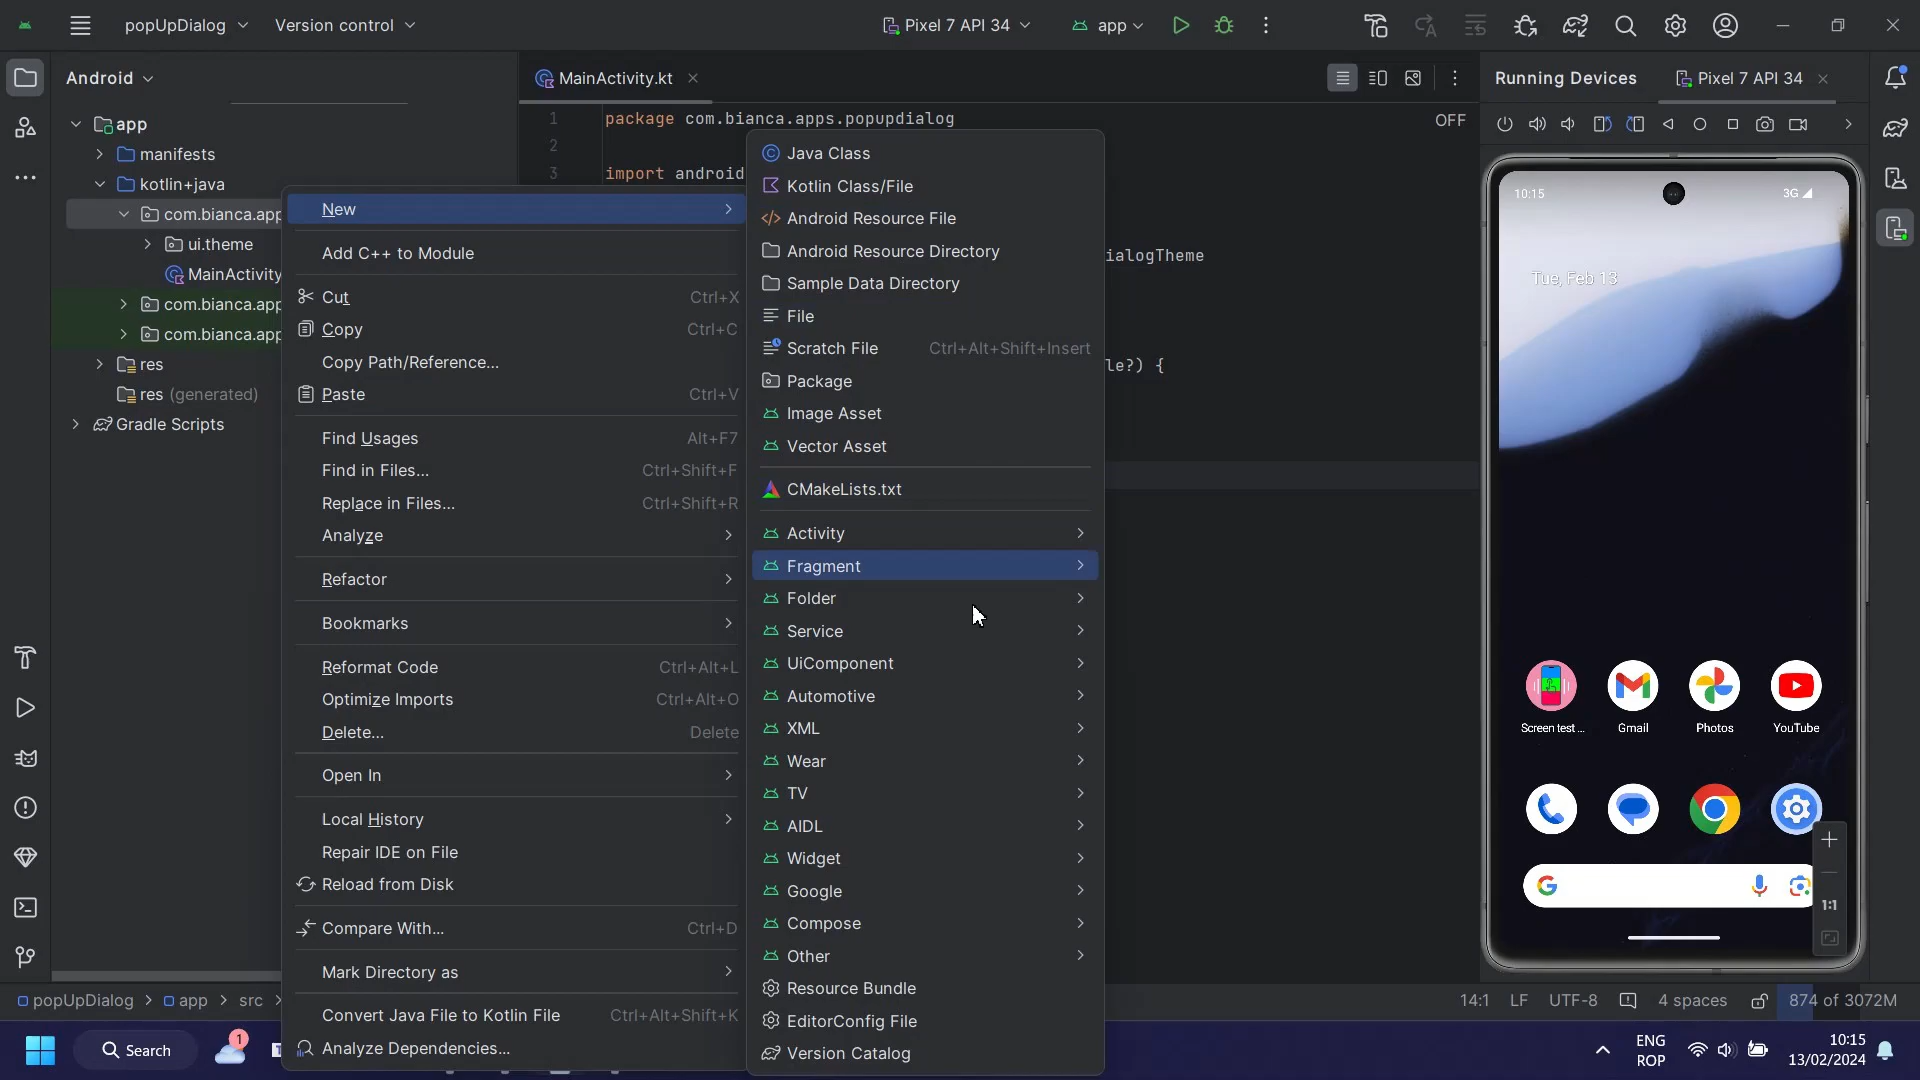 popUpDialog
Version control
Pixel 7 API 34
app
Android
MainActivity.kt
Running Devices
Pixel 7 API 34
app
manifests
kotlin+java
com.bianca.app
ui.theme
MainActivity
com.bianca.app
com.bianca.app
res
res (generated)
Gradle Scripts
1 package com.bianca.apps.popupdialog
OFF
2
3 import android
ialogTheme
le?) {
New
Add C++ to Module
Cut Ctrl+X
Copy Ctrl+C
Copy Path/Reference...
Paste Ctrl+V
Find Usages Alt+F7
Find in Files... Ctrl+Shift+F
Replace in Files... Ctrl+Shift+R
Analyze
Refactor
Bookmarks
Reformat Code Ctrl+Alt+L
Optimize Imports Ctrl+Alt+O
Delete... Delete
Open In
Local History
Repair IDE on File
Reload from Disk
Compare With... Ctrl+D
Mark Directory as
Convert Java File to Kotlin File Ctrl+Alt+Shift+K
Analyze Dependencies...
Java Class
Kotlin Class/File
Android Resource File
Android Resource Directory
Sample Data Directory
File
Scratch File Ctrl+Alt+Shift+Insert
Package
Image Asset
Vector Asset
CMakeLists.txt
Activity
Fragment
Folder
Service
UiComponent
Automotive
XML
Wear
TV
AIDL
Widget
Google
Compose
Other
Resource Bundle
EditorConfig File
Version Catalog
10:15
3G
Tue, Feb 13
Screen test ...
Gmail
Photos
YouTube
1:1
popUpDialog > app > src >
14:1
LF
UTF-8
4 spaces
874 of 3072M
Search
1
ENG
ROP
10:15
13/02/2024